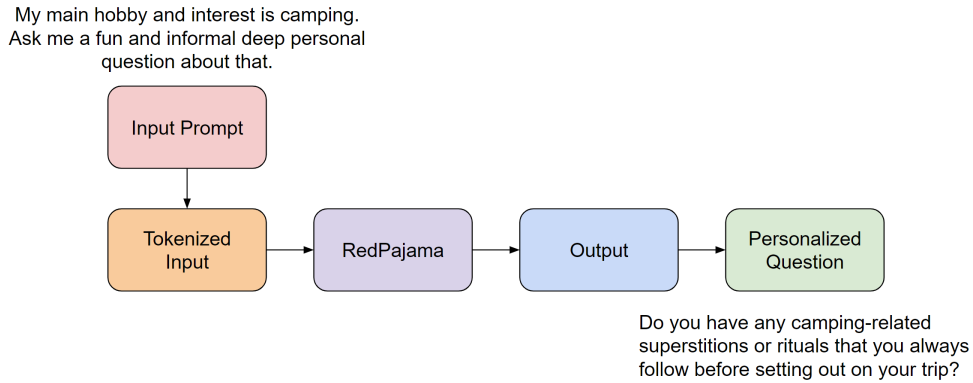 My main hobby and interest is camping.
Ask me a fun and informal deep personal
question about that.
Input Prompt
Tokenized
Input
RedPajama
Output
Personalized
Question
Do you have any camping-related
superstitions or rituals that you always
follow before setting out on your trip?